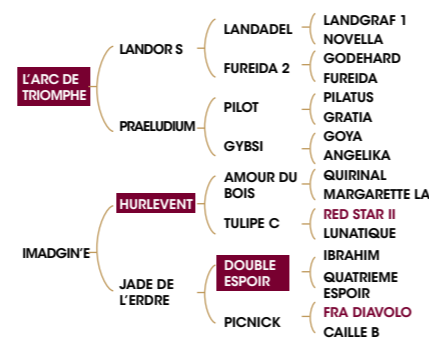 L'ARC DE
TRIOMPHE
IMADGIN'E
LANDOR S
PRAELUDIUM
HURLEVENT
JADE DE
L'ERDRE
LANDADEL
FUREIDA 2
PILOT
GYBSI
AMOUR DU
BOIS
TULIPE C
DOUBLE
ESPOIR
PICNICK
LANDGRAF 1
NOVELLA
GODEHARD
FUREIDA
PILATUS
GRATIA
GOYA
ANGELIKA
QUIRINAL
MARGARETTE LA
RED STAR II
LUNATIQUE
IBRAHIM
QUATRIEME
ESPOIR
FRA DIAVOLO
CAILLE B